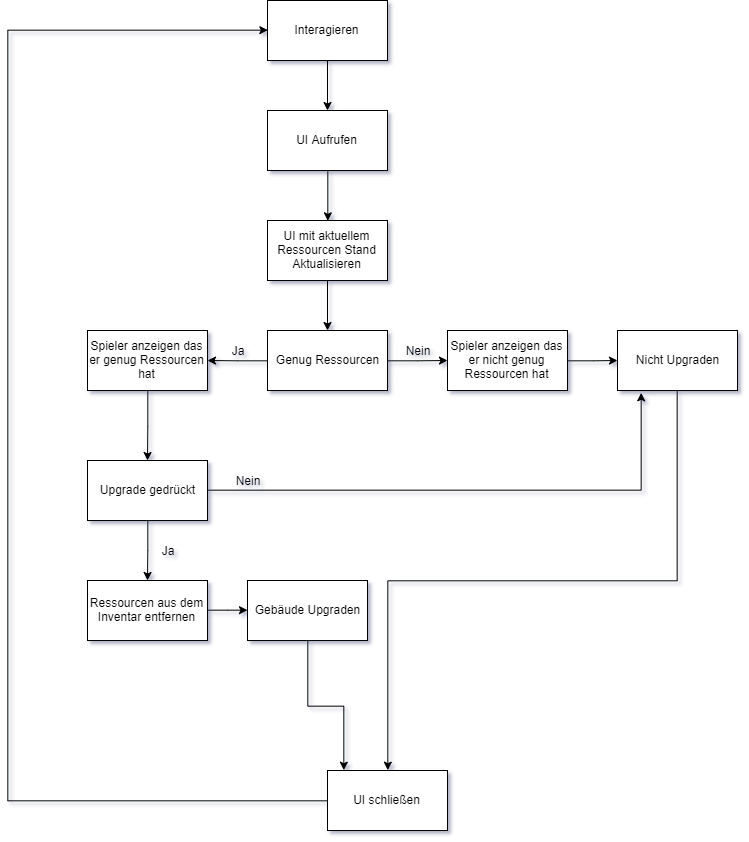 Interagieren
UI Aufrufen
UI mit aktuellem
Ressourcen Stand
Aktualisieren
Spieler anzeigen das
er genug Ressourcen
hat
Ja
Genug Ressourcen
Nein
Spieler anzeigen das
er nicht genug
Ressourcen hat
Nicht Upgraden
Upgrade gedrückt
Nein
Ja
Ressourcen aus dem
Inventar entfernen
Gebäude Upgraden
UI schließen